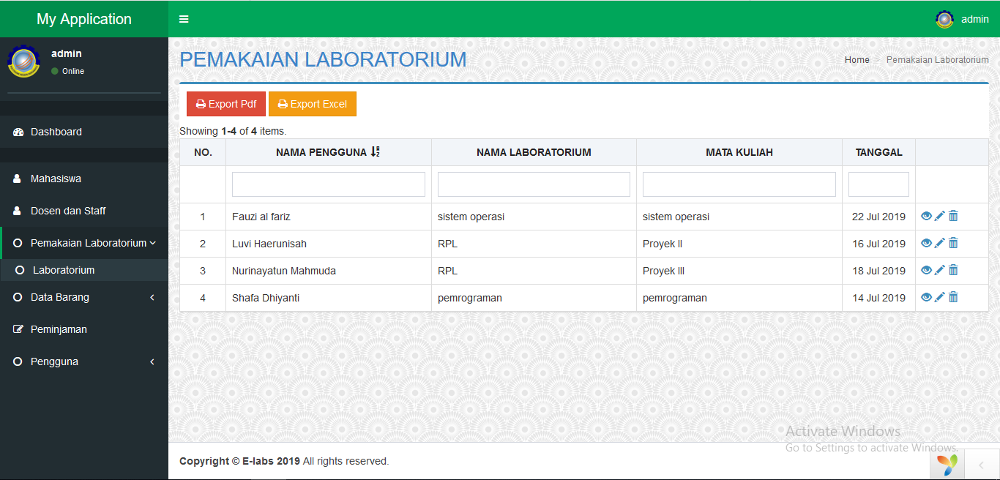 My Application
admin
admin
Online
PEMAKAIAN LABORATORIUM
Home > Pemakaian Laboratorium
Export Pdf Export Excel
Showing 1-4 of 4 items.
NO. NAMA PENGGUNA NAMA LABORATORIUM MATA KULIAH TANGGAL
1 Fauzi al fariz sistem operasi sistem operasi 22 Jul 2019
2 Luvi Haerunisah RPL Proyek II 16 Jul 2019
3 Nurinayatun Mahmuda RPL Proyek III 18 Jul 2019
4 Shafa Dhiyanti pemrograman pemrograman 14 Jul 2019
Dashboard
Mahasiswa
Dosen dan Staff
Pemakaian Laboratorium
Laboratorium
Data Barang
Peminjaman
Pengguna
Activate Windows
Go to Settings to activate Windows.
Copyright © E-labs 2019 All rights reserved.